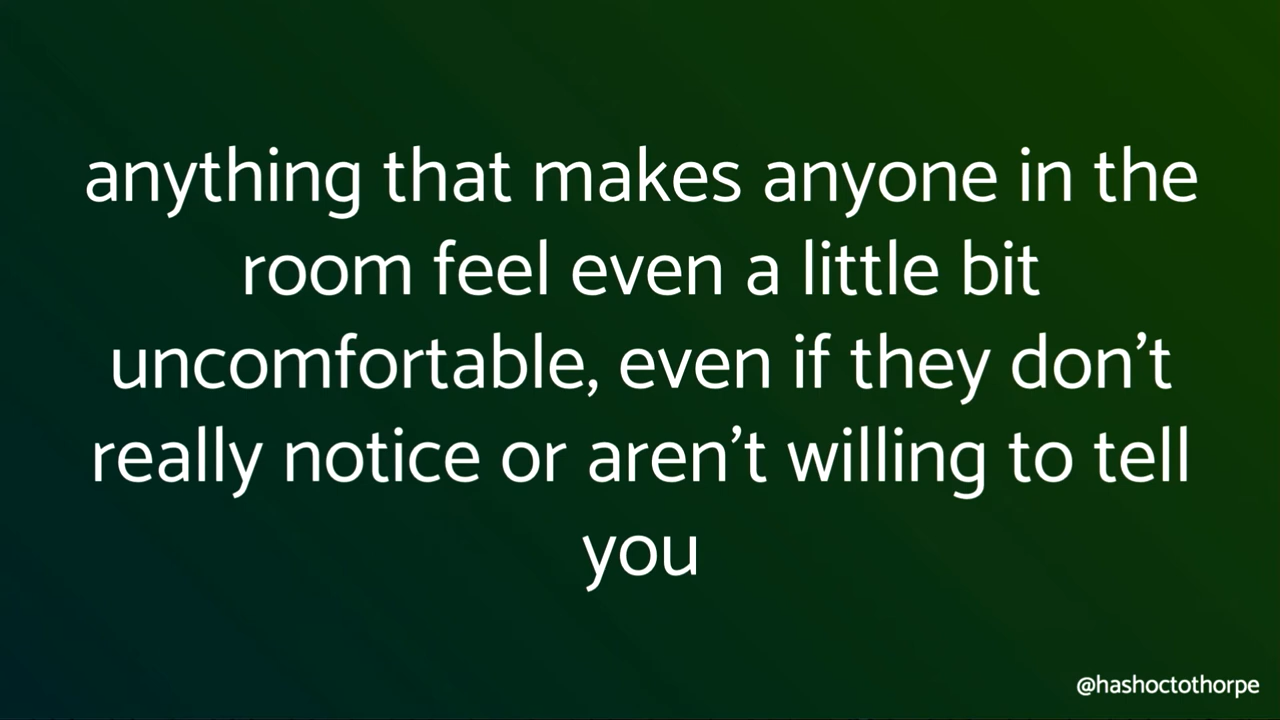 anything that makes anyone in the
room feel even a little bit
uncomfortable, even if they don’t
really notice or aren’t willing to tell
you
@hashoctothorpe